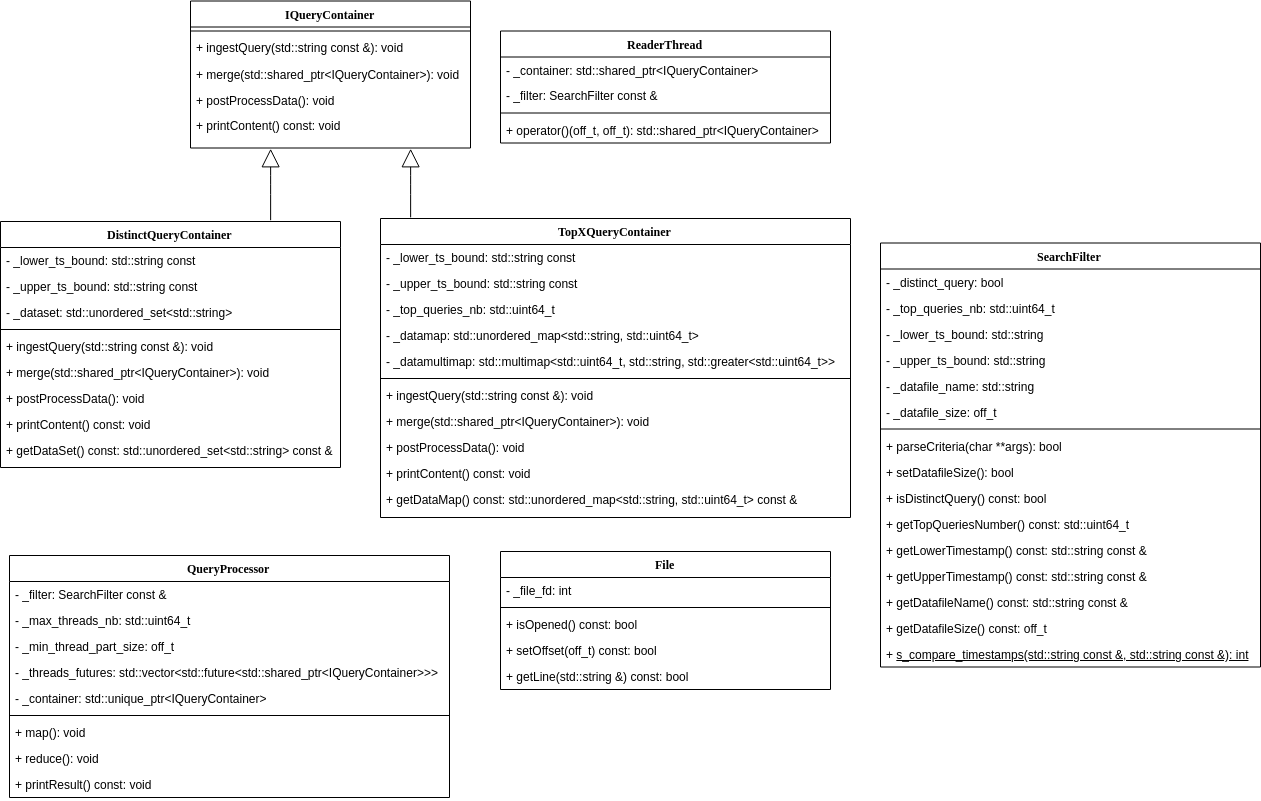 IQueryContainer
+ ingestQuery(std::string const &): void
+ merge(std::shared_ptr<IQueryContainer>): void
+ postProcessData(): void
+ printContent() const: void
ReaderThread
- _container: std::shared_ptr<IQueryContainer>
- _filter: SearchFilter const &
+ operator()(off_t, off_t): std::shared_ptr<IQueryContainer>
DistinctQueryContainer
- _lower_ts_bound: std::string const
- _upper_ts_bound: std::string const
- _dataset: std::unordered_set<std::string>
+ ingestQuery(std::string const &): void
+ merge(std::shared_ptr<IQueryContainer>): void
+ postProcessData(): void
+ printContent() const: void
+ getDataSet() const: std::unordered_set<std::string> const &
TopXQueryContainer
- _lower_ts_bound: std::string const
- _upper_ts_bound: std::string const
- _top_queries_nb: std::uint64_t
- _datamap: std::unordered_map<std::string, std::uint64_t>
- _datamultimap: std::multimap<std::uint64_t, std::string, std::greater<std::uint64_t>>
+ ingestQuery(std::string const &): void
+ merge(std::shared_ptr<IQueryContainer>): void
+ postProcessData(): void
+ printContent() const: void
+ getDataMap() const: std::unordered_map<std::string, std::uint64_t> const &
SearchFilter
- _distinct_query: bool
- _top_queries_nb: std::uint64_t
- _lower_ts_bound: std::string
- _upper_ts_bound: std::string
- _datafile_name: std::string
- _datafile_size: off_t
+ parseCriteria(char **args): bool
+ setDatafileSize(): bool
+ isDistinctQuery() const: bool
+ getTopQueriesNumber() const: std::uint64_t
+ getLowerTimestamp() const: std::string const &
+ getUpperTimestamp() const: std::string const &
+ getDatafileName() const: std::string const &
+ getDatafileSize() const: off_t
+ s_compare_timestamps(std::string const &, std::string const &): int
QueryProcessor
- _filter: SearchFilter const &
- _max_threads_nb: std::uint64_t
- _min_thread_part_size: off_t
- _threads_futures: std::vector<std::future<std::shared_ptr<IQueryContainer>>>
- _container: std::unique_ptr<IQueryContainer>
+ map(): void
+ reduce(): void
+ printResult() const: void
File
- _file_fd: int
+ isOpened() const: bool
+ setOffset(off_t) const: bool
+ getLine(std::string &) const: bool